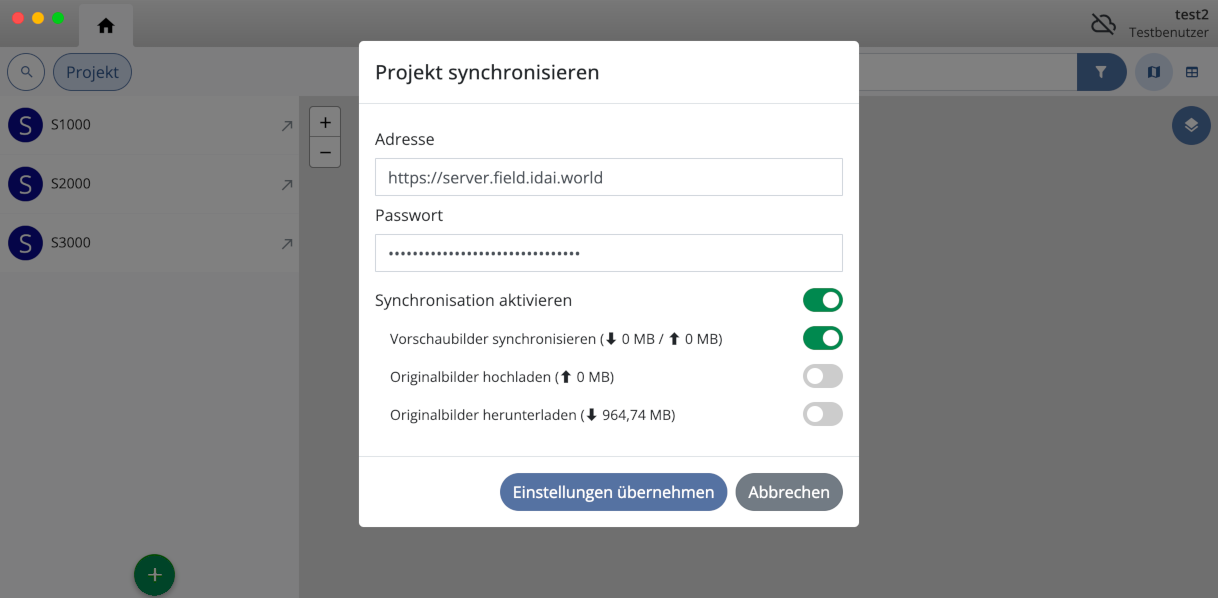 test2
Testbenutzer
Projekt
S S1000
S S2000
S S3000
+
−
Projekt synchronisieren
Adresse
https://server.field.idai.world
Passwort
••••••••••••••••••••••••••••••••
Synchronisation aktivieren
Vorschaubilder synchronisieren (⬇ 0 MB / ⬆ 0 MB)
Originalbilder hochladen (⬆ 0 MB)
Originalbilder herunterladen (⬇ 964,74 MB)
Einstellungen übernehmen Abbrechen
+